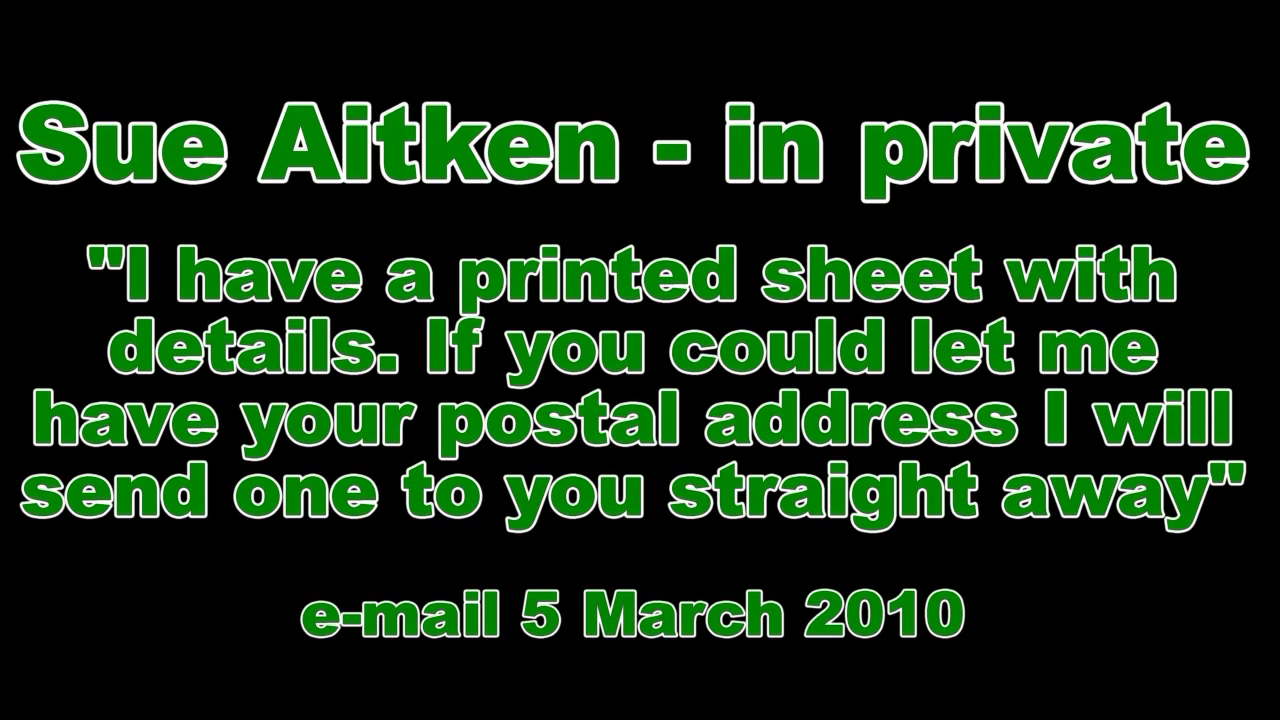 Sue Aitken - in private
"I have a printed sheet with
details. If you could let me
have your postal address I will
send one to you straight away"
e-mail 5 March 2010